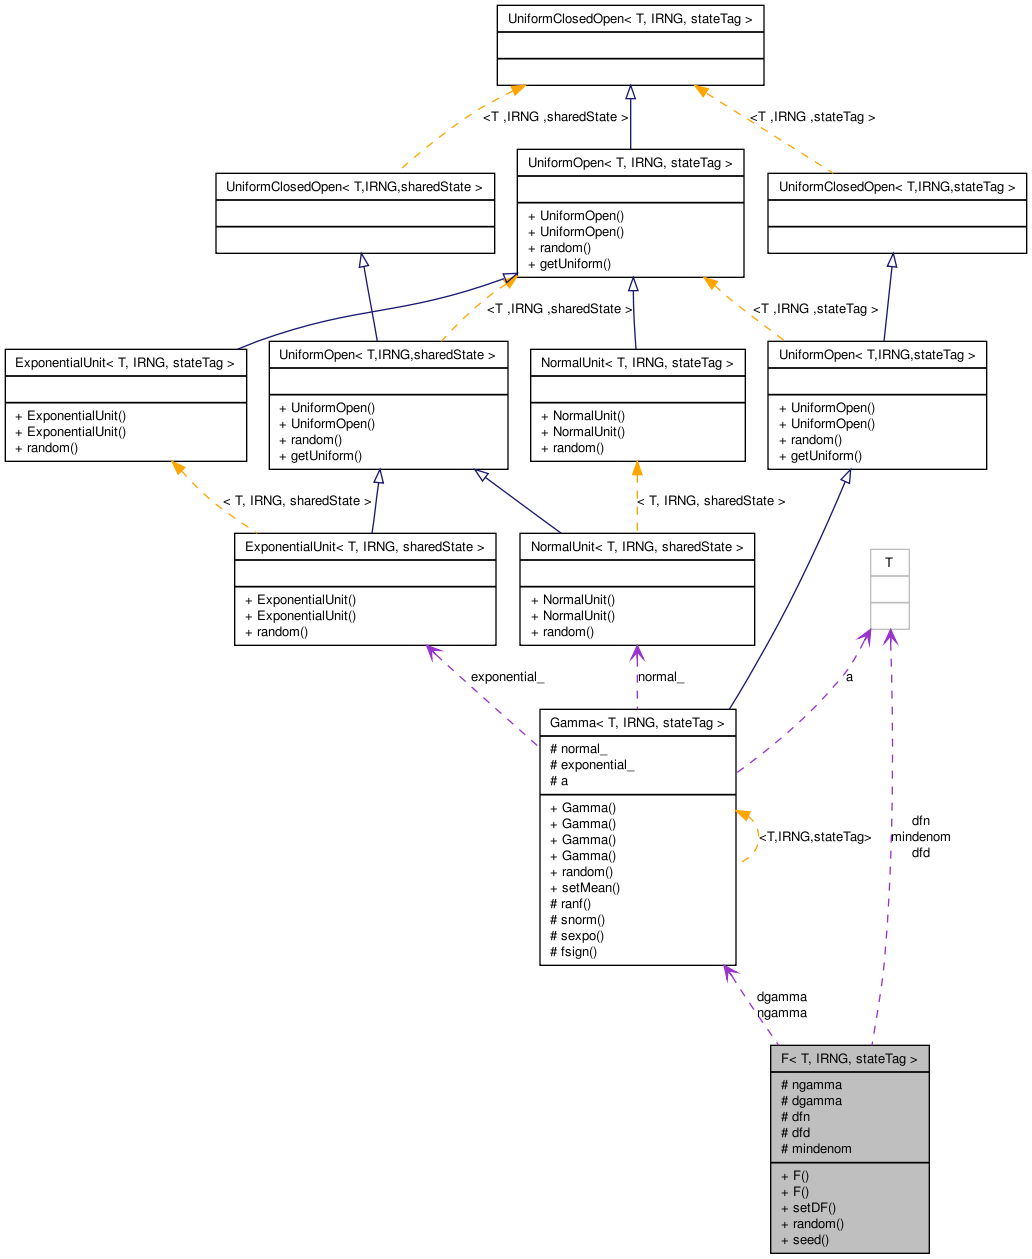 UniformClosedOpen< T, IRNG, stateTag >
<T ,IRNG ,sharedState >
<T ,IRNG ,stateTag >
UniformClosedOpen< T,IRNG,sharedState >
UniformOpen< T, IRNG, stateTag >
+ UniformOpen()
+ UniformOpen()
+ random()
+ getUniform()
UniformClosedOpen< T,IRNG,stateTag >
<T ,IRNG ,sharedState >
<T ,IRNG ,stateTag >
ExponentialUnit< T, IRNG, stateTag >
+ ExponentialUnit()
+ ExponentialUnit()
+ random()
UniformOpen< T,IRNG,sharedState >
+ UniformOpen()
+ UniformOpen()
+ random()
+ getUniform()
NormalUnit< T, IRNG, stateTag >
+ NormalUnit()
+ NormalUnit()
+ random()
UniformOpen< T,IRNG,stateTag >
+ UniformOpen()
+ UniformOpen()
+ random()
+ getUniform()
< T, IRNG, sharedState >
< T, IRNG, sharedState >
ExponentialUnit< T, IRNG, sharedState >
+ ExponentialUnit()
+ ExponentialUnit()
+ random()
NormalUnit< T, IRNG, sharedState >
+ NormalUnit()
+ NormalUnit()
+ random()
T
exponential_
normal_
a
Gamma< T, IRNG, stateTag >
# normal_
# exponential_
# a
+ Gamma()
+ Gamma()
+ Gamma()
+ Gamma()
+ random()
+ setMean()
# ranf()
# snorm()
# sexpo()
# fsign()
<T,IRNG,stateTag>
dfn
mindenom
dfd
dgamma
ngamma
F< T, IRNG, stateTag >
# ngamma
# dgamma
# dfn
# dfd
# mindenom
+ F()
+ F()
+ setDF()
+ random()
+ seed()